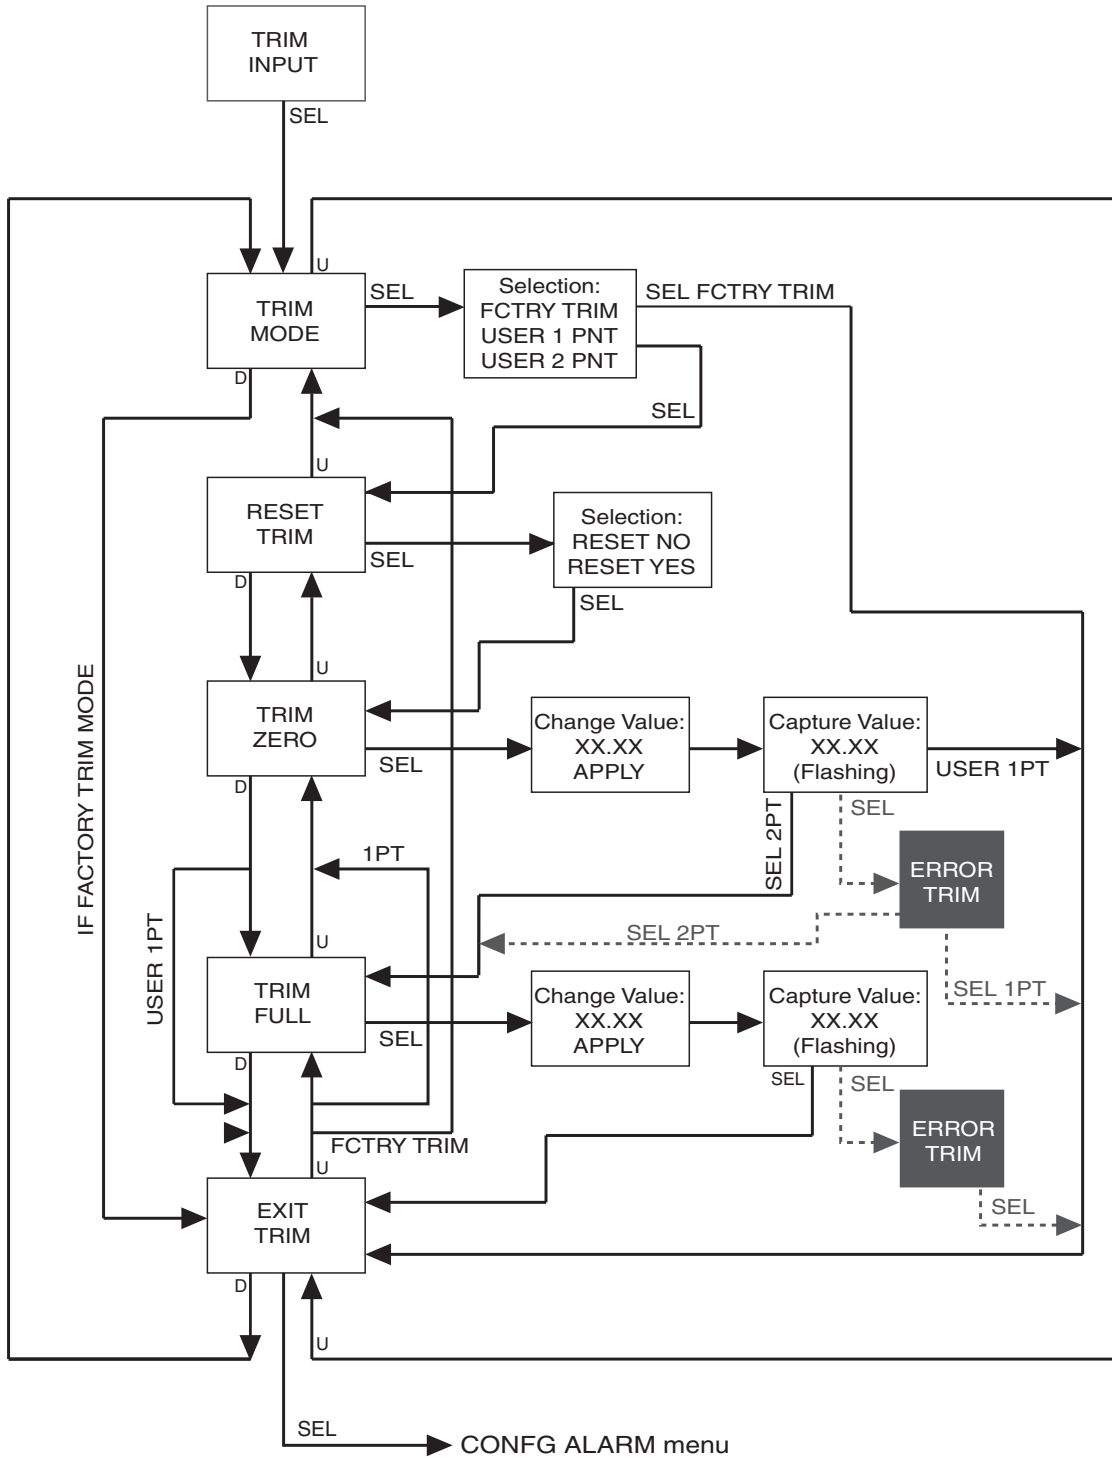 TRIM
INPUT
SEL
U
TRIM
MODE
SEL
Selection:
FCTRY TRIM
USER 1 PNT
USER 2 PNT
SEL FCTRY TRIM
D
SEL
U
RESET
TRIM
SEL
Selection:
RESET NO
RESET YES
D
SEL
U
IF FACTORY TRIM MODE
TRIM
ZERO
SEL
Change Value:
XX.XX
APPLY
Capture Value:
XX.XX
(Flashing)
USER 1PT
D
SEL 2PT
SEL
ERROR
TRIM
1PT
USER 1PT
SEL 2PT
U
SEL 1PT
TRIM
FULL
SEL
Change Value:
XX.XX
APPLY
Capture Value:
XX.XX
(Flashing)
D
SEL
SEL
ERROR
TRIM
FCTRY TRIM
U
SEL
EXIT
TRIM
D
U
SEL
CONFG ALARM menu